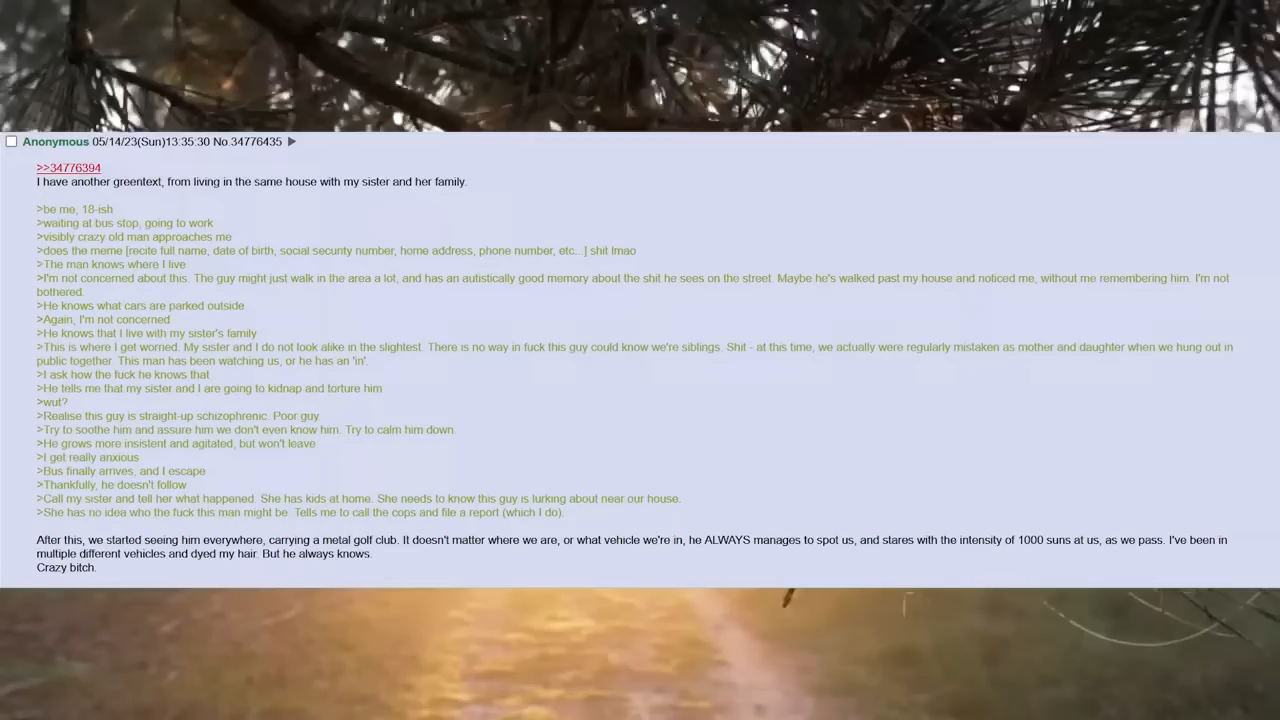 Anonymous 05/14/23(Sun)13:35:30 No.34776435 ▶
>>34776394
I have another greentext, from living in the same house with my sister and her family.
>be me, 18-ish
>waiting at bus stop, going to work
>visibly crazy old man approaches me
>does the meme [recite full name, date of birth, social security number, home address, phone number, etc...] shit lmao
>The man knows where I live
>I'm not concerned about this. The guy might just walk in the area a lot, and has an autistically good memory about the shit he sees on the street. Maybe he's walked past my house and noticed me, without me remembering him. I'm not
bothered.
>He knows what cars are parked outside
>Again, I'm not concerned
>He knows that I live with my sister's family
>This is where I get worried. My sister and I do not look alike in the slightest. There is no way in fuck this guy could know we're siblings. Shit - at this time, we actually were regularly mistaken as mother and daughter when we hung out in
public together. This man has been watching us, or he has an 'in'.
>I ask how the fuck he knows that
>He tells me that my sister and I are going to kidnap and torture him
>wut?
>Realise this guy is straight-up schizophrenic. Poor guy.
>Try to soothe him and assure him we don't even know him. Try to calm him down.
>He grows more insistent and agitated, but won't leave
>I get really anxious
>Bus finally arrives, and I escape
>Thankfully, he doesn't follow
>Call my sister and tell her what happened. She has kids at home. She needs to know this guy is lurking about near our house.
>She has no idea who the fuck this man might be. Tells me to call the cops and file a report (which I do).
After this, we started seeing him everywhere, carrying a metal golf club. It doesn't matter where we are, or what vehicle we're in, he ALWAYS manages to spot us, and stares with the intensity of 1000 suns at us, as we pass. I've been in
multiple different vehicles and dyed my hair. But he always knows.
Crazy bitch.